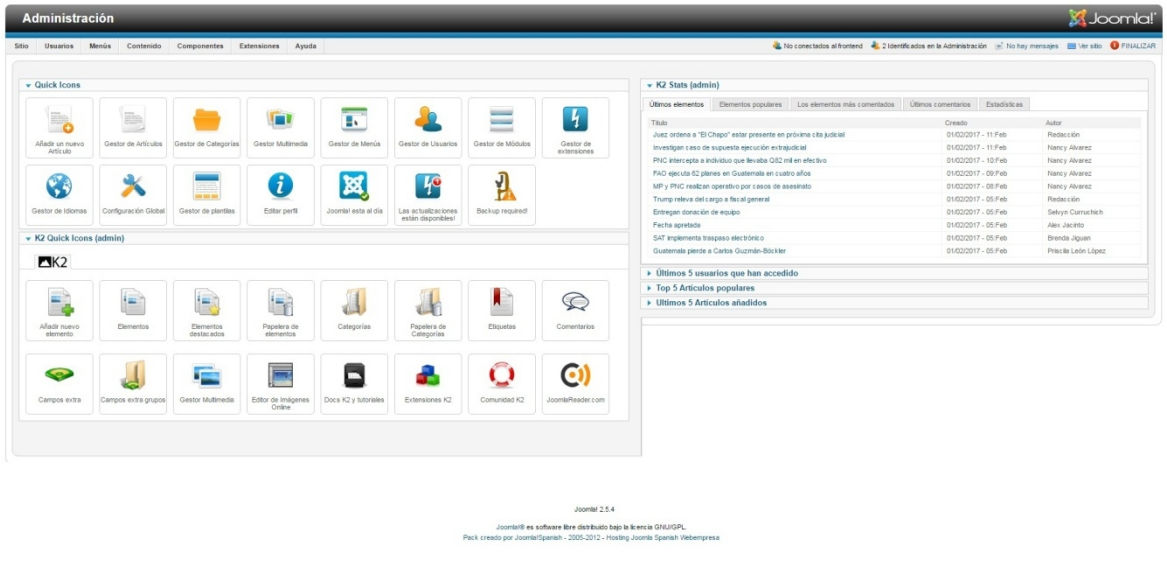 Administración
Joomla!
Sitio Usuarios Menús Contenido Componentes Extensiones Ayuda
No conectados al frontend 2 Identificados en la Administración No hay mensajes Ver sitio FINALIZAR
Quick Icons
Añadir un nuevo Artículo
Gestor de Artículos
Gestor de Categorías
Gestor Multimedia
Gestor de Menús
Gestor de Usuarios
Gestor de Módulos
Gestor de extensiones
Gestor de Idiomas
Configuración Global
Gestor de plantillas
Editar perfil
Joomla! esta al día
Las actualizaciones están disponibles!
Backup required!
K2 Quick Icons (admin)
K2
Añadir nuevo elemento
Elementos
Elementos destacados
Papelera de elementos
Categorías
Papelera de Categorías
Etiquetas
Comentarios
Campos extra
Campos extra grupos
Gestor Multimedia
Editor de Imágenes Online
Docs K2 y tutoriales
Extensiones K2
Comunidad K2
JoomlaReader.com
K2 Stats (admin)
Últimos elementos Elementos populares Los elementos más comentados Últimos comentarios Estadísticas
Título Creado Autor
Juez ordena a "El Chapo" estar presente en próxima cita judicial 01/02/2017 - 11:Feb Redacción
Investigan caso de supuesta ejecución extrajudicial 01/02/2017 - 11:Feb Nancy Alvarez
PNC intercepta a individuo que llevaba Q82 mil en efectivo 01/02/2017 - 10:Feb Nancy Alvarez
FAO ejecuta 62 planes en Guatemala en cuatro años 01/02/2017 - 09:Feb Nancy Alvarez
MP y PNC realizan operativo por casos de asesinato 01/02/2017 - 08:Feb Nancy Alvarez
Trump releva del cargo a fiscal general 01/02/2017 - 05:Feb Redacción
Entregan donación de equipo 01/02/2017 - 05:Feb Selvyn Curruchich
Fecha apretada 01/02/2017 - 05:Feb Alex Jacinto
SAT implementa traspaso electrónico 01/02/2017 - 05:Feb Brenda Jiguan
Guatemala pierde a Carlos Guzmán-Böckler 01/02/2017 - 05:Feb Priscila León López
Últimos 5 usuarios que han accedido
Top 5 Artículos populares
Ultimos 5 Artículos añadidos
Joomla! 2.5.4
Joomla!® es software libre distribuido bajo la licencia GNU/GPL.
Pack creado por Joomla!Spanish - 2005-2012 - Hosting Joomla Spanish Webempresa